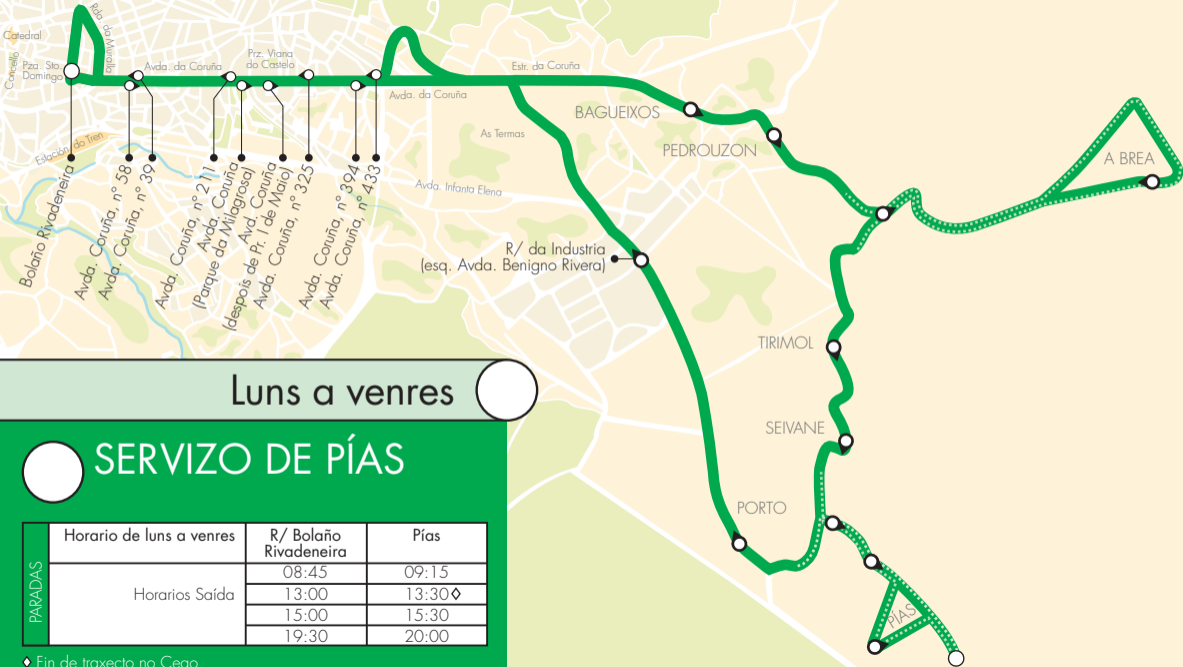 Catedral
Concello
Pza. Sto.
Domingo
Rda. da Muralla
Avda. da Coruña
Prz. Viana
do Castelo
Avda. da Coruña
Estr. da Coruña
As Termas
Avda. Infanta Elena
Estación do Tren
Bolaño Rivadeneira
Avda. Coruña, nº 58
Avda. Coruña, nº 39
Avda. Coruña, nº 211
Avda. Coruña
(Parque da Milagrosa)
Avd. Coruña
(despois de Pr. 1 de Maio)
Avda. Coruña, nº 325
Avda. Coruña, nº 394
Avda. Coruña, nº 433
BAGUEIXOS
PEDROUZON
A BREA
R/ da Industria
(esq. Avda. Benigno Rivera)
TIRIMOL
SEIVANE
PORTO
PÍAS
Luns a venres
SERVIZO DE PÍAS
PARADAS
Horario de luns a venres
R/ Bolaño
Rivadeneira
Pías
Horarios Saída
08:45 09:15
13:00 13:30◊
15:00 15:30
19:30 20:00
◊ Fin de traxecto no Ceao